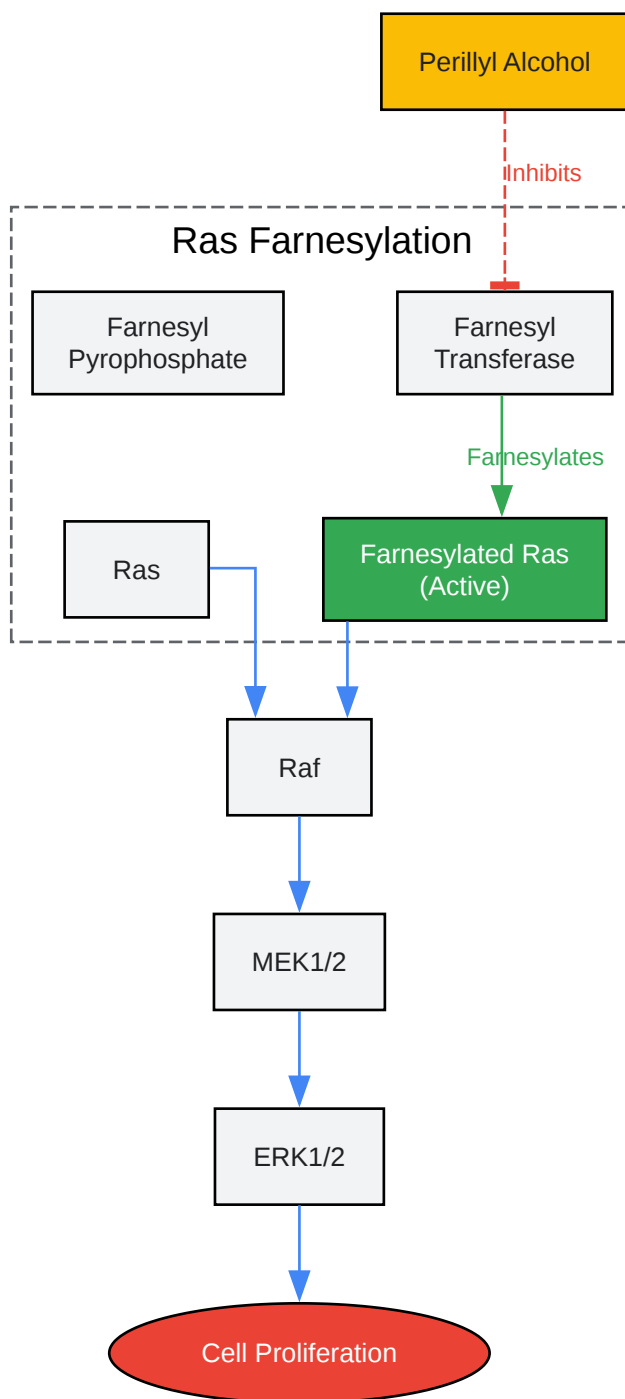 Perillyl Alcohol
Inhibits
Ras Farnesylation
Farnesyl
Pyrophosphate
Farnesyl
Transferase
Farnesylates
Ras
Farnesylated Ras
(Active)
Raf
MEK1/2
ERK1/2
Cell Proliferation